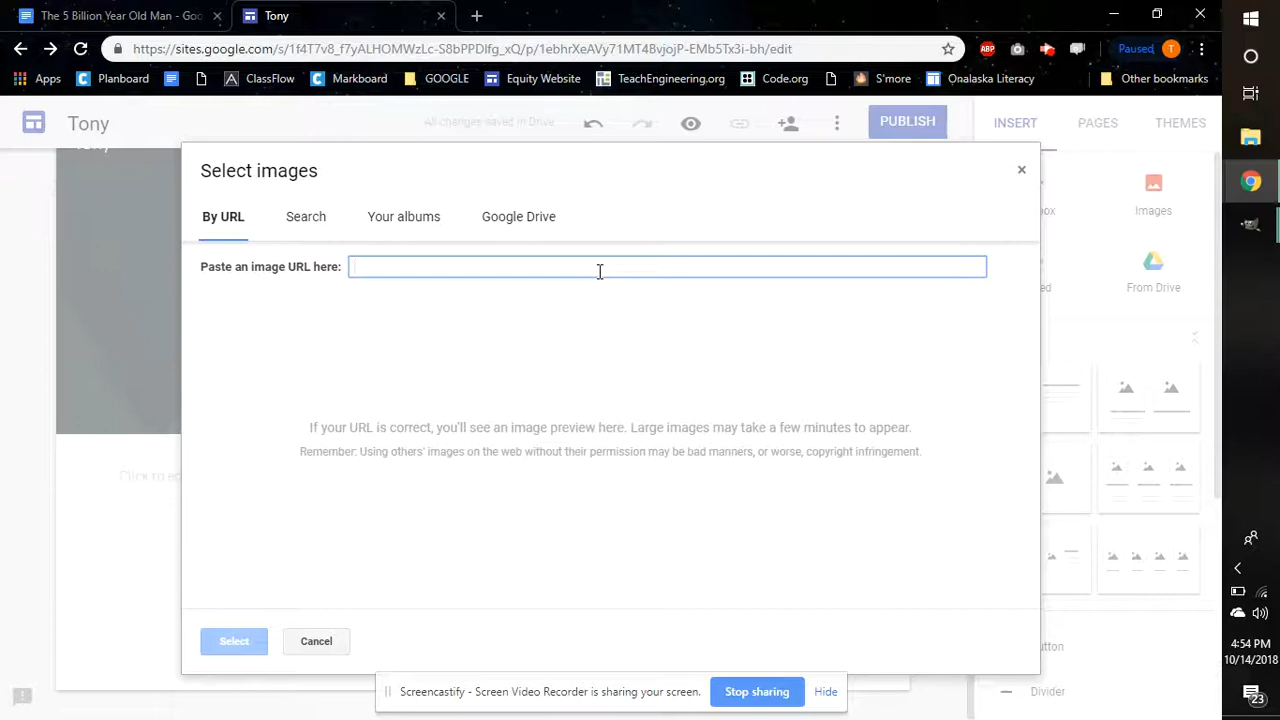 The 5 Billion Year Old Man - Goo
Tony
https://sites.google.com/s/1f4T7v8_f7yALHOMWzLc-S8bPPDlfg_xQ/p/1ebhrXeAVy71MT4BvojoP-EMb5Tx3i-bh/edit
Paused
T
Apps
Planboard
ClassFlow
Markboard
GOOGLE
Equity Website
TeachEngineering.org
Code.org
S'more
Onalaska Literacy
Other bookmarks
Tony
All changes saved in Drive
PUBLISH
INSERT
PAGES
THEMES
Select images
By URL
Search
Your albums
Google Drive
Paste an image URL here:
Images
From Drive
If your URL is correct, you'll see an image preview here. Large images may take a few minutes to appear.
Remember: Using others' images on the web without their permission may be bad manners, or worse, copyright infringement.
Select
Cancel
Divider
Screencastify - Screen Video Recorder is sharing your screen.
Stop sharing
Hide
4:54 PM
10/14/2018
23